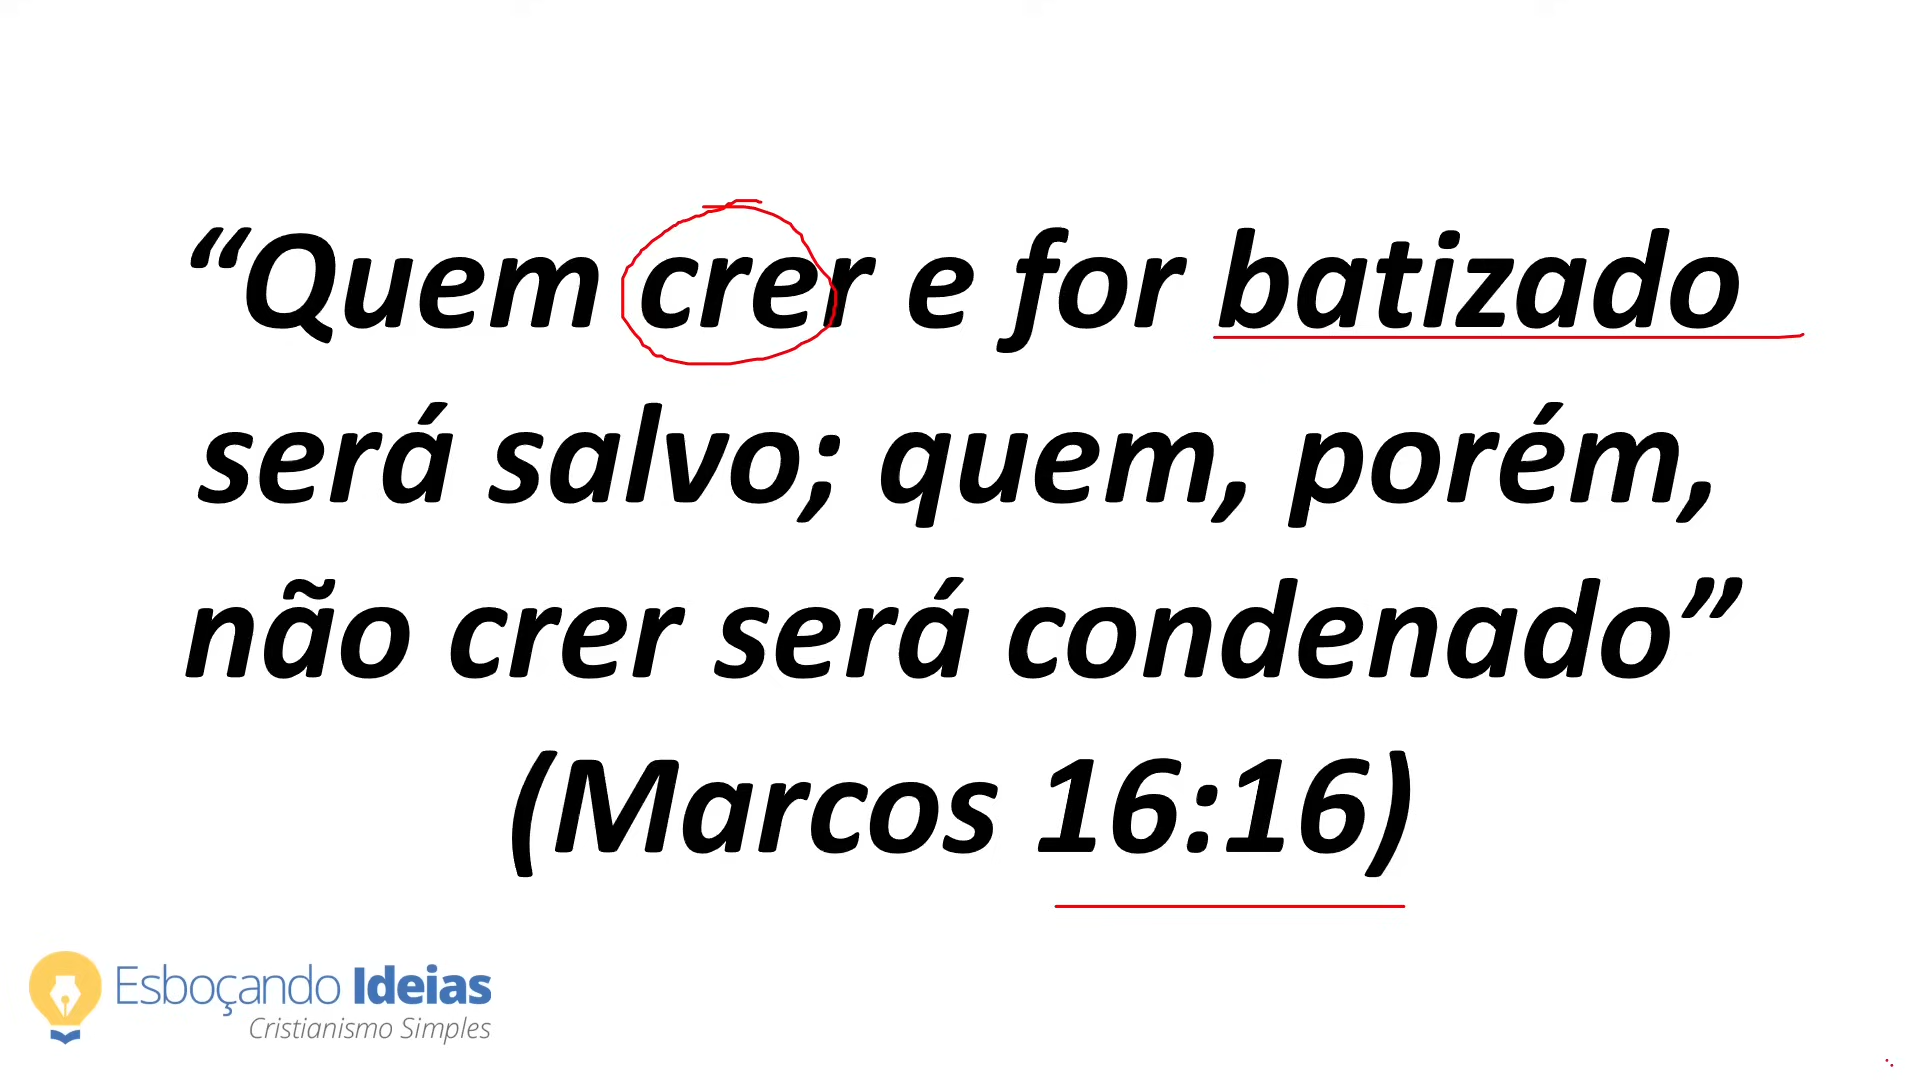 “Quem crer e for batizado
será salvo; quem, porém,
não crer será condenado”
(Marcos 16:16)
Esboçando Ideias
Cristianismo Simples